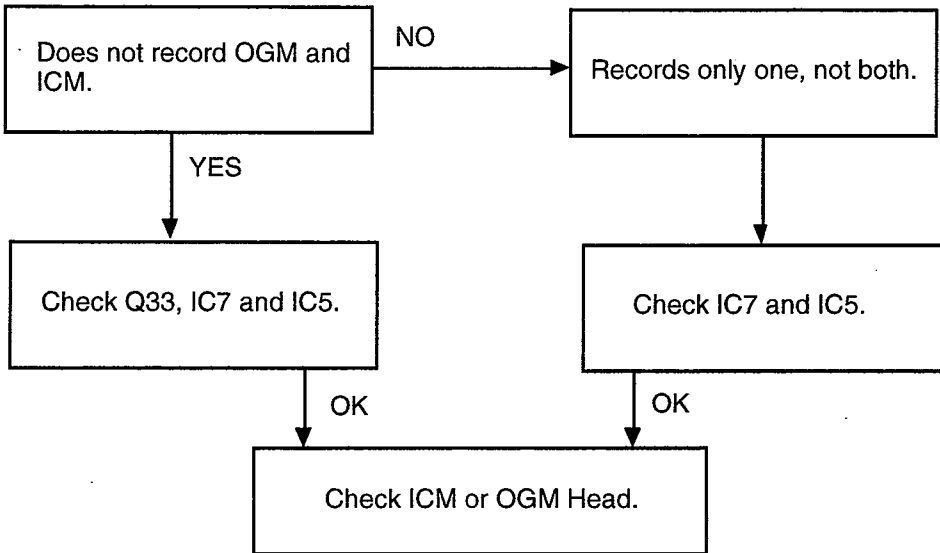 Does not record OGM and
ICM.
NO
Records only one, not both.
YES
Check Q33, IC7 and IC5.
Check IC7 and IC5.
OK
OK
Check ICM or OGM Head.